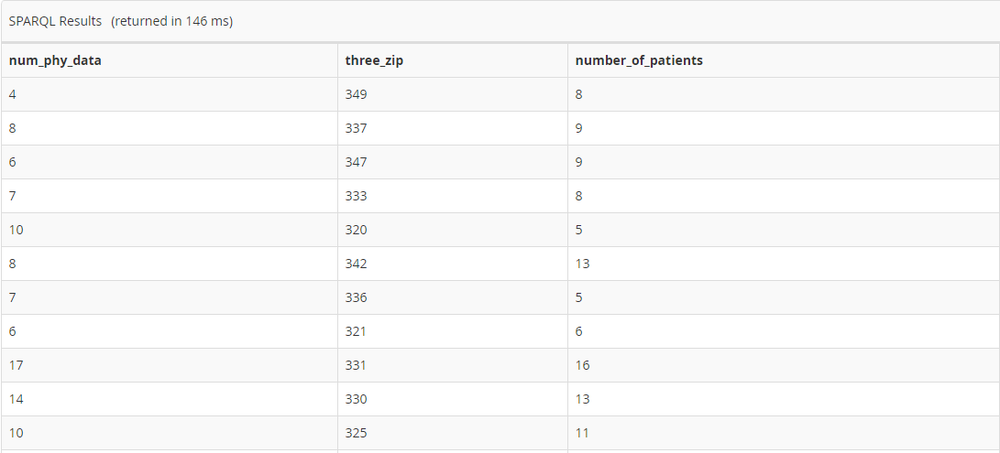 SPARQL Results (returned in 146 ms)
num_phy_data three_zip number_of_patients
4 349 8
8 337 9
6 347 9
7 333 8
10 320 5
8 342 13
7 336 5
6 321 6
17 331 16
14 330 13
10 325 11